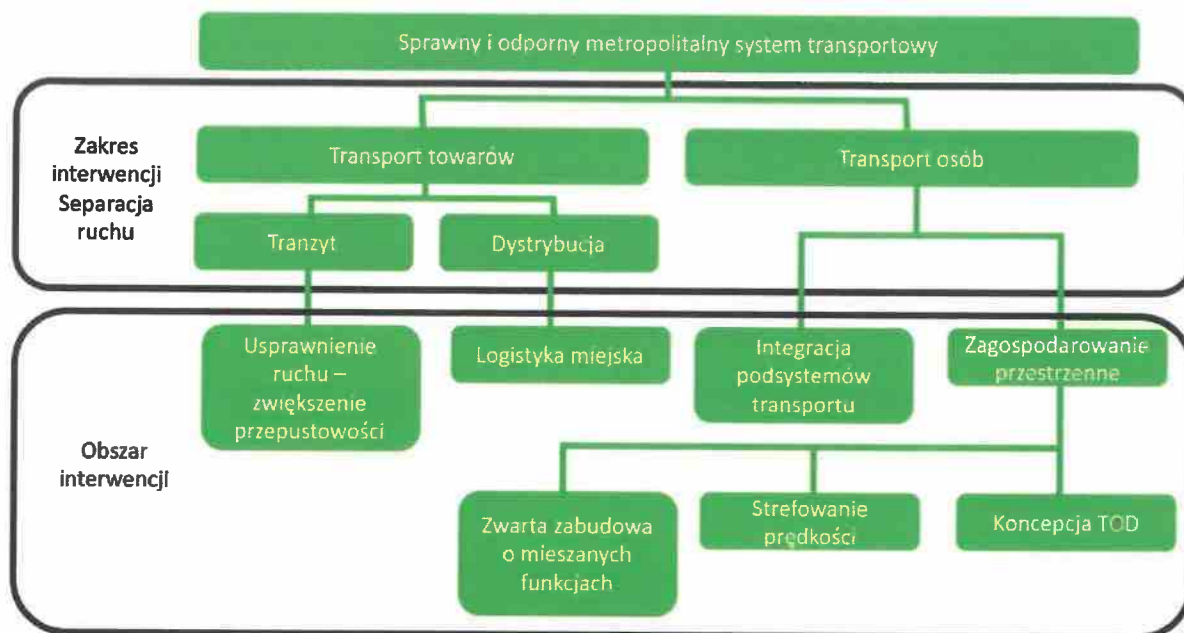 Sprawny i odporny metropolitalny system transportowy
Zakres
interwencji
Separacja
ruchu
Transport towarów
Transport osób
Tranzyt
Dystrybucja
Obszar
interwencji
Usprawnienie
ruchu –
zwiększenie
przepustowości
Logistyka miejska
Integracja
podsystemów
transportu
Zagospodarowanie
przestrzenne
Zwarta zabudowa
o mieszanych
funkcjach
Strefowanie
prędkości
Koncepcja TOD